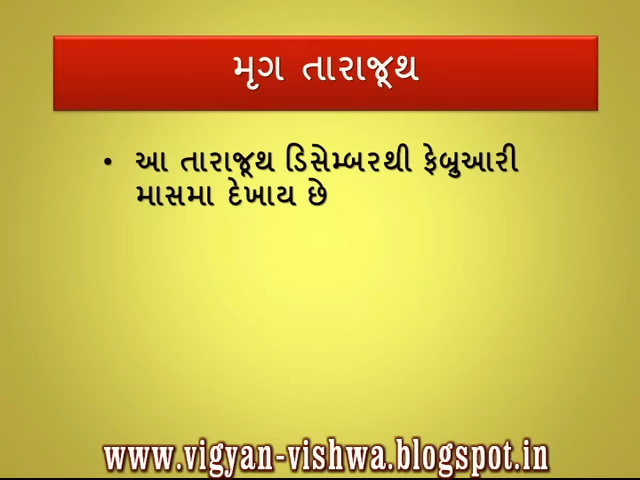 મૃગ તારાજૂથ
• આ તારાજૂથ ડિસેમ્બરથી ફેબ્રુઆરી
માસમા દેખાય છે
www.vigyan-vishwa.blogspot.in